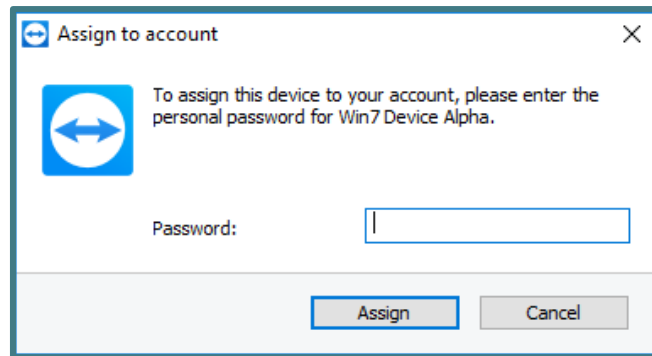 Assign to account
To assign this device to your account, please enter the
personal password for Win7 Device Alpha.
Password:
Assign Cancel